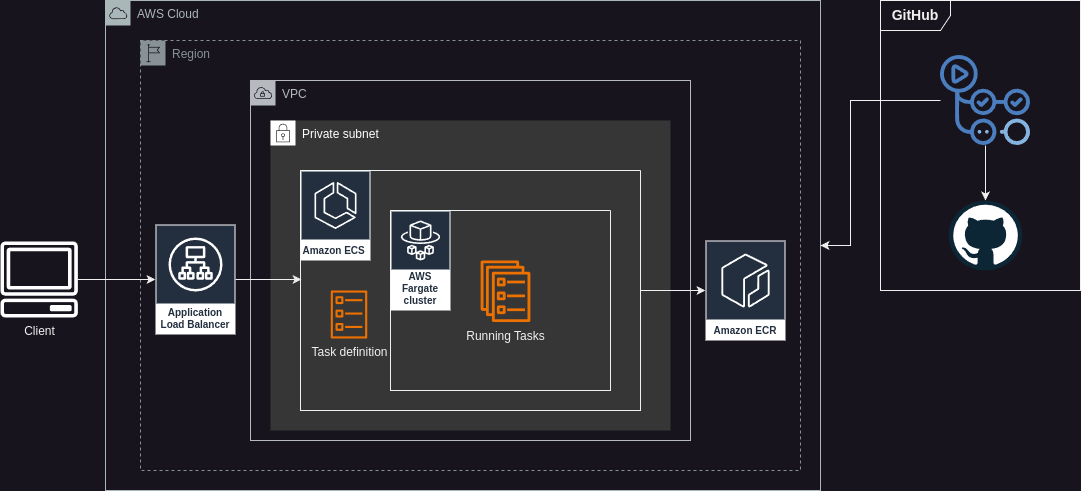 AWS Cloud
GitHub
Region
VPC
Private subnet
Amazon ECS
AWS
Fargate
cluster
Application
Load Balancer
Client
Task definition
Running Tasks
Amazon ECR